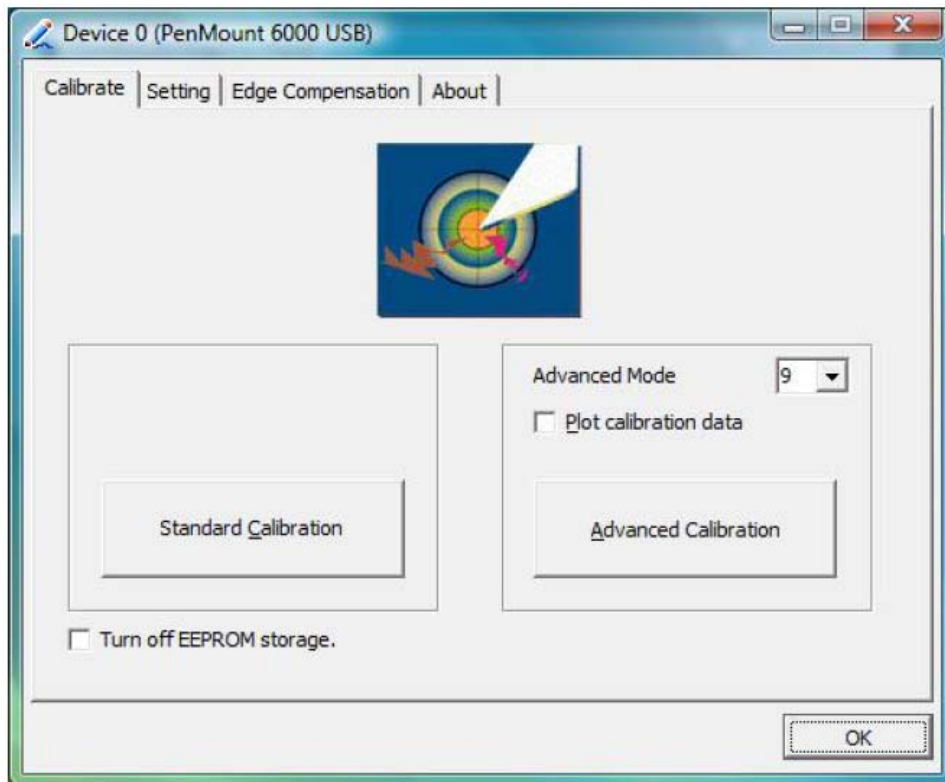 Device 0 (PenMount 6000 USB)
Calibrate Setting Edge Compensation About
Advanced Mode 9
Plot calibration data
Standard Calibration
Advanced Calibration
Turn off EEPROM storage.
OK